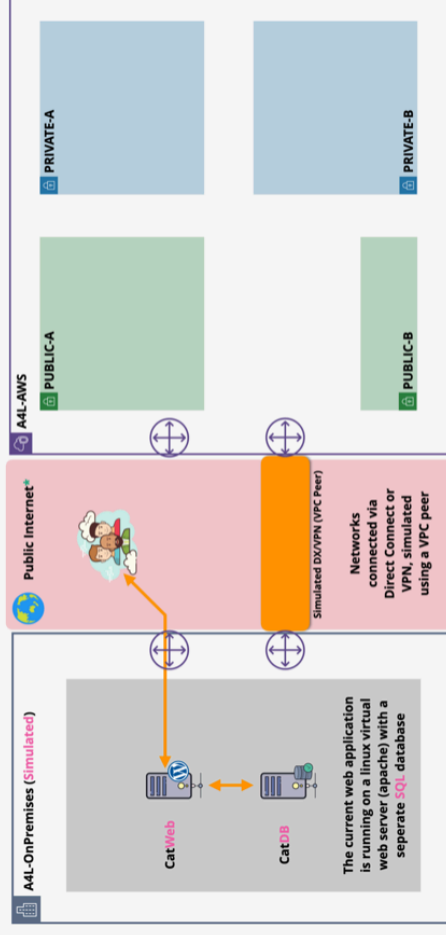 A4L-OnPremises (Simulated)
CatWeb
CatDB
The current web application
is running on a linux virtual
web server (apache) with a
seperate SQL database
Public Internet*
Simulated DX/VPN (VPC Peer)
Networks
connected via
Direct Connect or
VPN, simulated
using a VPC peer
A4L-AWS
PUBLIC-A
PRIVATE-A
PUBLIC-B
PRIVATE-B